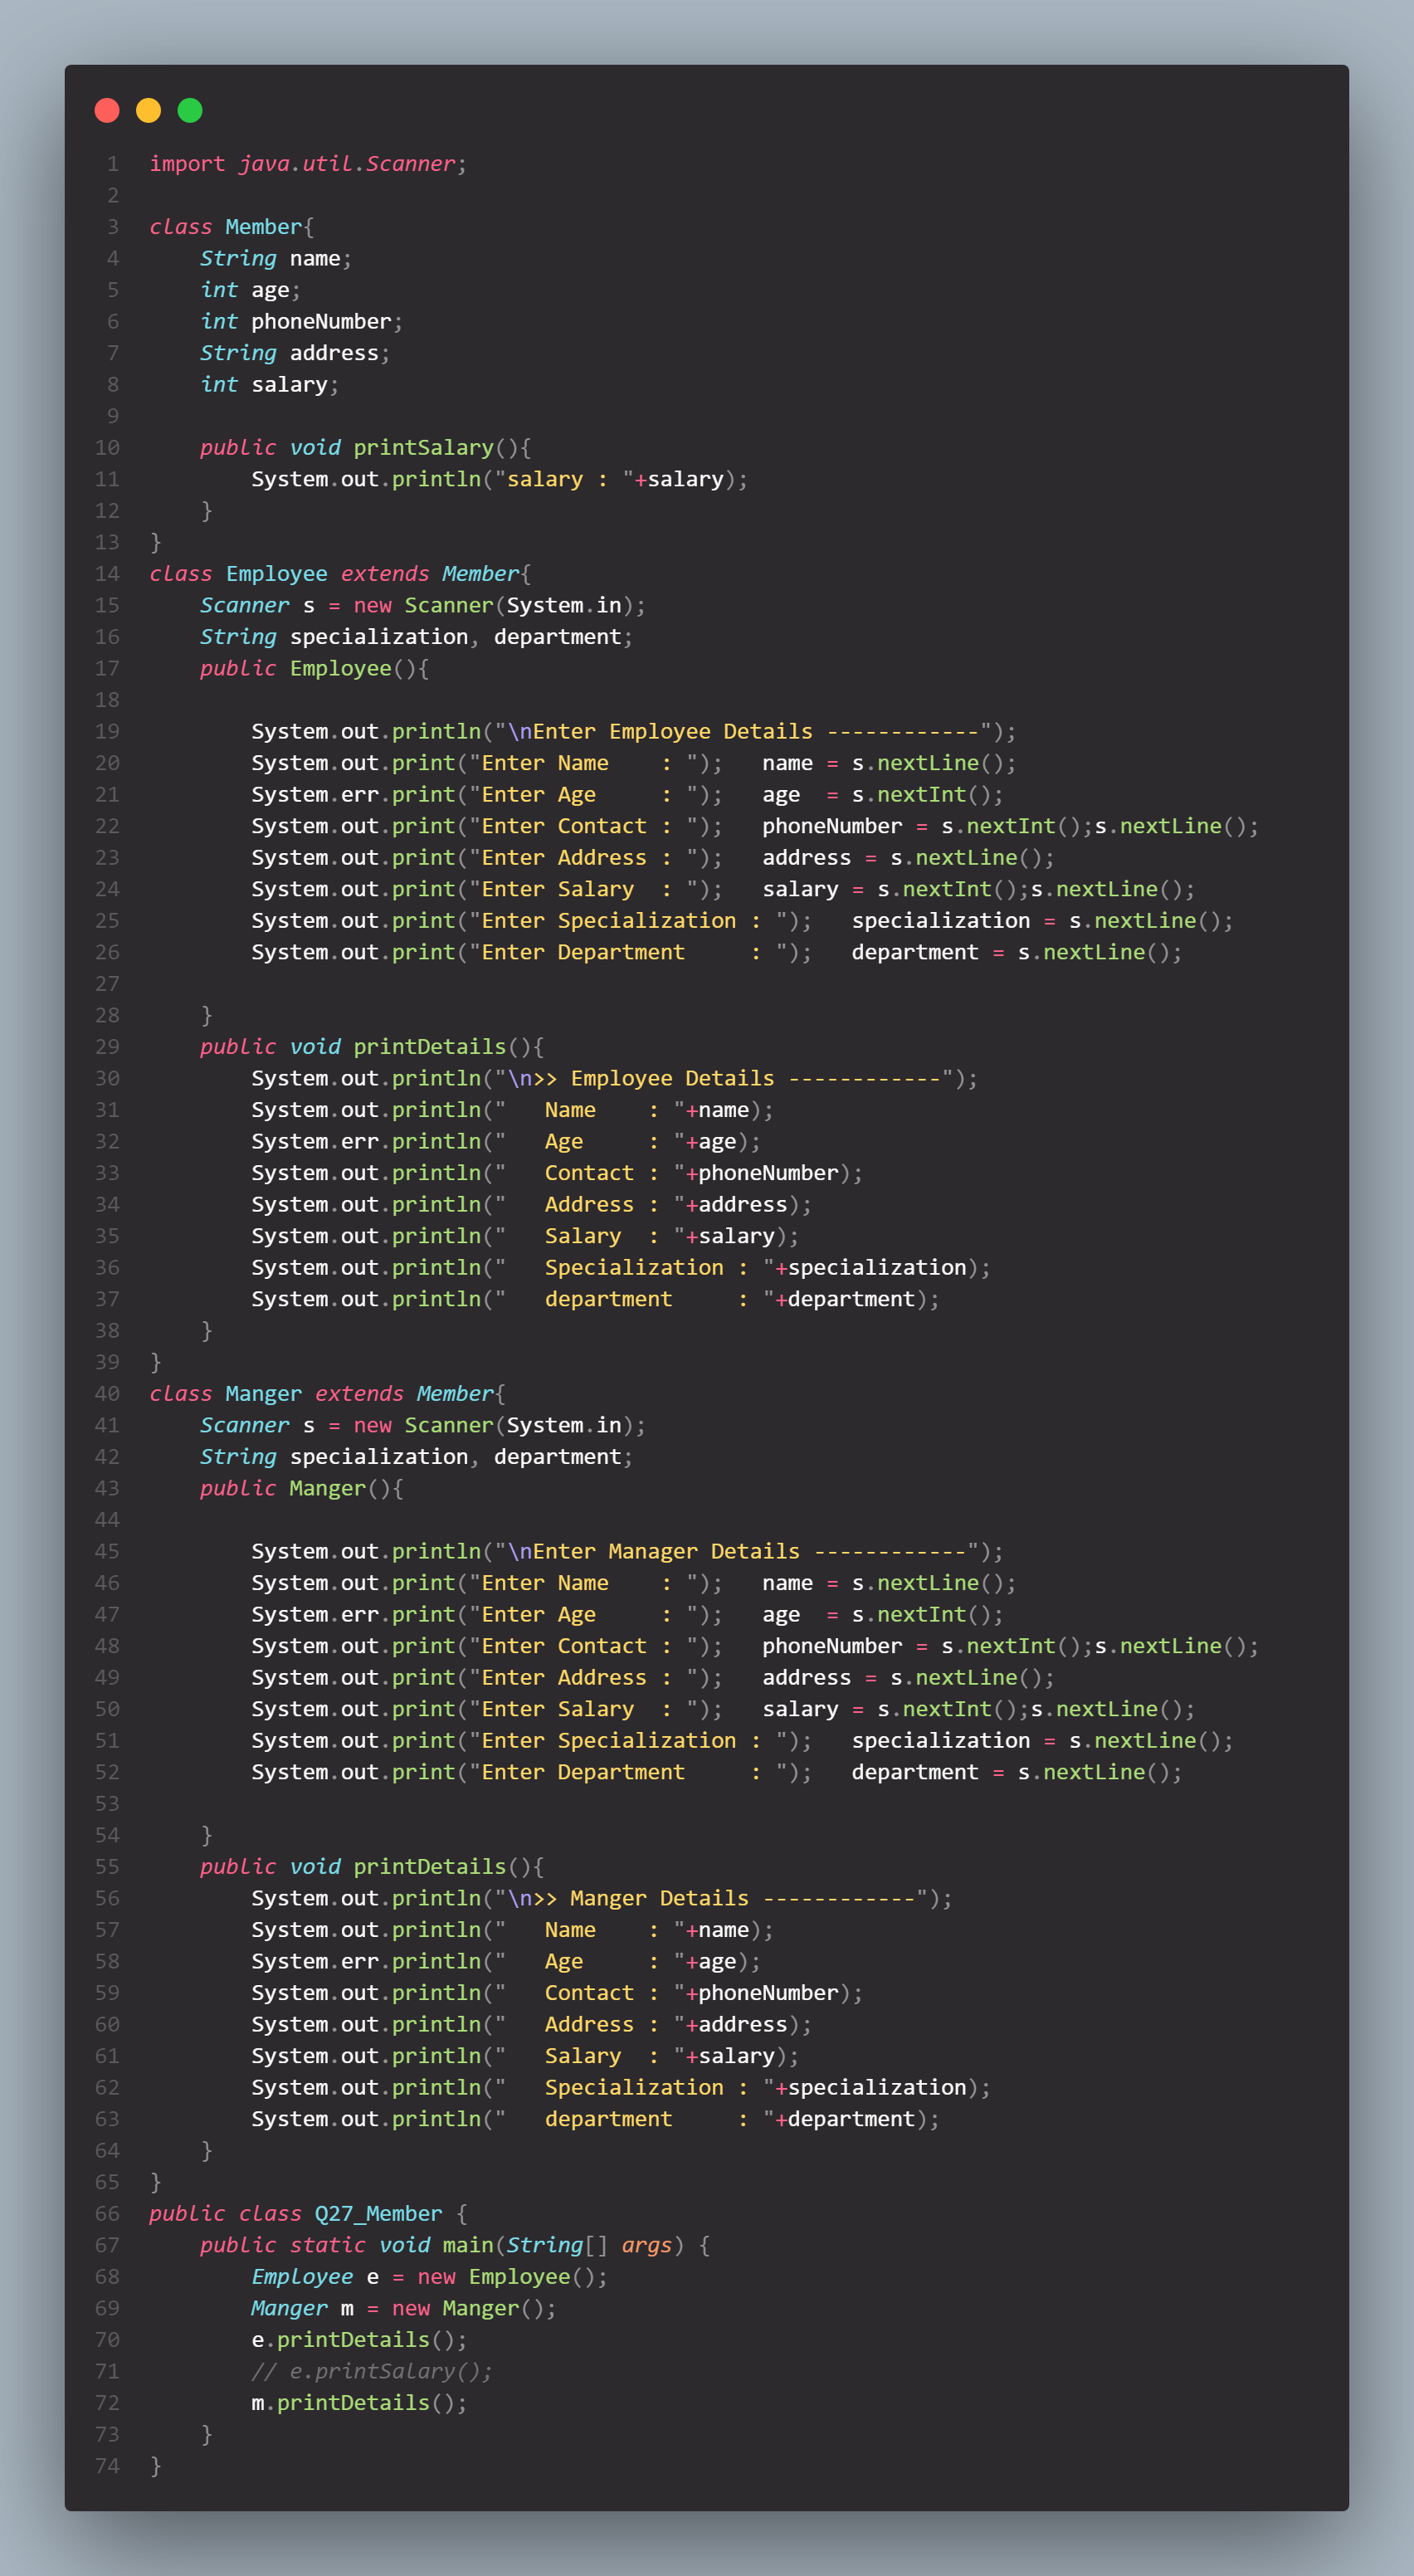 1 import java.util.Scanner;
2
3 class Member{
4     String name;
5     int age;
6     int phoneNumber;
7     String address;
8     int salary;
9
10     public void printSalary(){
11         System.out.println("salary : "+salary);
12     }
13 }
14 class Employee extends Member{
15     Scanner s = new Scanner(System.in);
16     String specialization, department;
17     public Employee(){
18
19         System.out.println("\nEnter Employee Details ------------");
20         System.out.print("Enter Name    : ");   name = s.nextLine();
21         System.err.print("Enter Age     : ");   age  = s.nextInt();
22         System.out.print("Enter Contact : ");   phoneNumber = s.nextInt();s.nextLine();
23         System.out.print("Enter Address : ");   address = s.nextLine();
24         System.out.print("Enter Salary  : ");   salary = s.nextInt();s.nextLine();
25         System.out.print("Enter Specialization : ");   specialization = s.nextLine();
26         System.out.print("Enter Department     : ");   department = s.nextLine();
27
28     }
29     public void printDetails(){
30         System.out.println("\n>> Employee Details ------------");
31         System.out.println("   Name    : "+name);
32         System.err.println("   Age     : "+age);
33         System.out.println("   Contact : "+phoneNumber);
34         System.out.println("   Address : "+address);
35         System.out.println("   Salary  : "+salary);
36         System.out.println("   Specialization : "+specialization);
37         System.out.println("   department     : "+department);
38     }
39 }
40 class Manger extends Member{
41     Scanner s = new Scanner(System.in);
42     String specialization, department;
43     public Manger(){
44
45         System.out.println("\nEnter Manager Details ------------");
46         System.out.print("Enter Name    : ");   name = s.nextLine();
47         System.err.print("Enter Age     : ");   age  = s.nextInt();
48         System.out.print("Enter Contact : ");   phoneNumber = s.nextInt();s.nextLine();
49         System.out.print("Enter Address : ");   address = s.nextLine();
50         System.out.print("Enter Salary  : ");   salary = s.nextInt();s.nextLine();
51         System.out.print("Enter Specialization : ");   specialization = s.nextLine();
52         System.out.print("Enter Department     : ");   department = s.nextLine();
53
54     }
55     public void printDetails(){
56         System.out.println("\n>> Manger Details ------------");
57         System.out.println("   Name    : "+name);
58         System.err.println("   Age     : "+age);
59         System.out.println("   Contact : "+phoneNumber);
60         System.out.println("   Address : "+address);
61         System.out.println("   Salary  : "+salary);
62         System.out.println("   Specialization : "+specialization);
63         System.out.println("   department     : "+department);
64     }
65 }
66 public class Q27_Member {
67     public static void main(String[] args) {
68         Employee e = new Employee();
69         Manger m = new Manger();
70         e.printDetails();
71         // e.printSalary();
72         m.printDetails();
73     }
74 }